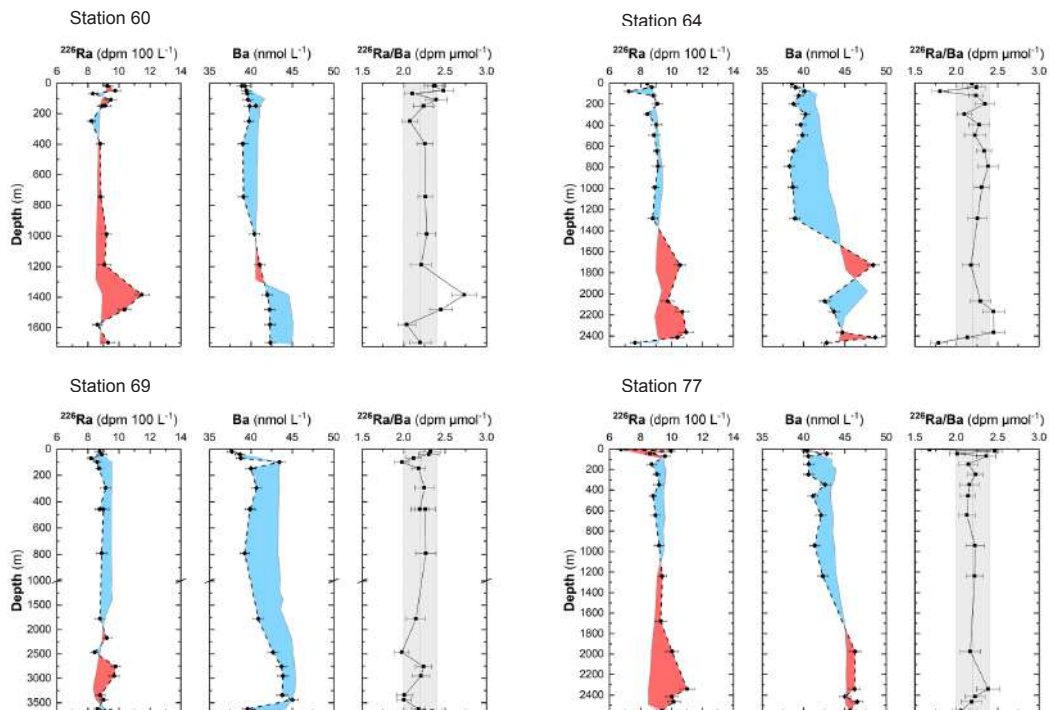 Station 60
²²⁶Ra (dpm 100 L⁻¹) Ba (nmol L⁻¹) ²²⁶Ra/Ba (dpm µmol⁻¹)
6 8 10 12 14 35 40 45 50 1.5 2.0 2.5 3.0
0
200
400
600
800
1000
1200
1400
1600
Depth (m)
Station 64
²²⁶Ra (dpm 100 L⁻¹) Ba (nmol L⁻¹) ²²⁶Ra/Ba (dpm µmol⁻¹)
6 8 10 12 14 35 40 45 50 1.5 2.0 2.5 3.0
0
200
400
600
800
1000
1200
1400
1600
1800
2000
2200
2400
Depth (m)
Station 69
²²⁶Ra (dpm 100 L⁻¹) Ba (nmol L⁻¹) ²²⁶Ra/Ba (dpm µmol⁻¹)
6 8 10 12 14 35 40 45 50 1.5 2.0 2.5 3.0
0
200
400
600
800
1000
1500
2000
2500
3000
3500
Depth (m)
Station 77
²²⁶Ra (dpm 100 L⁻¹) Ba (nmol L⁻¹) ²²⁶Ra/Ba (dpm µmol⁻¹)
6 8 10 12 14 35 40 45 50 1.5 2.0 2.5 3.0
0
200
400
600
800
1000
1200
1400
1600
1800
2000
2200
2400
Depth (m)